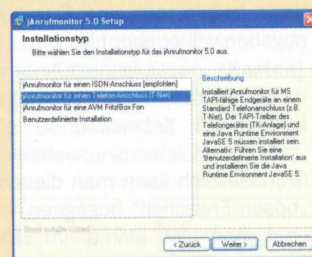 jAnrufmonitor 5.0 Setup
Installationstyp
Bitte wählen Sie den Installationstyp für das jAnrufmonitor 5.0 aus.
jAnrufmonitor für einen ISDN-Anschluss [empfohlen]
jAnrufmonitor für einen Telefon-Anschluss (T-Net)
jAnrufmonitor für eine AVM Fritz!Box Fon
Benutzerdefinierte Installation
Beschreibung
Installiert jAnrufmonitor für MS
TAPI-fähige Endgeräte an einem
Standard Telefonanschluss (z.B.
T-Net). Der TAPI-Treiber des
Telefongerätes (TK-Anlage) und
eine Java Runtime Environment
JavaSE 5 müssen installiert sein.
Alternativ: Führen Sie eine
'Benutzerdefinierte Installation' aus
und installieren Sie die Java
Runtime Environment JavaSE 5.
< Zurück
Weiter >
Abbrechen